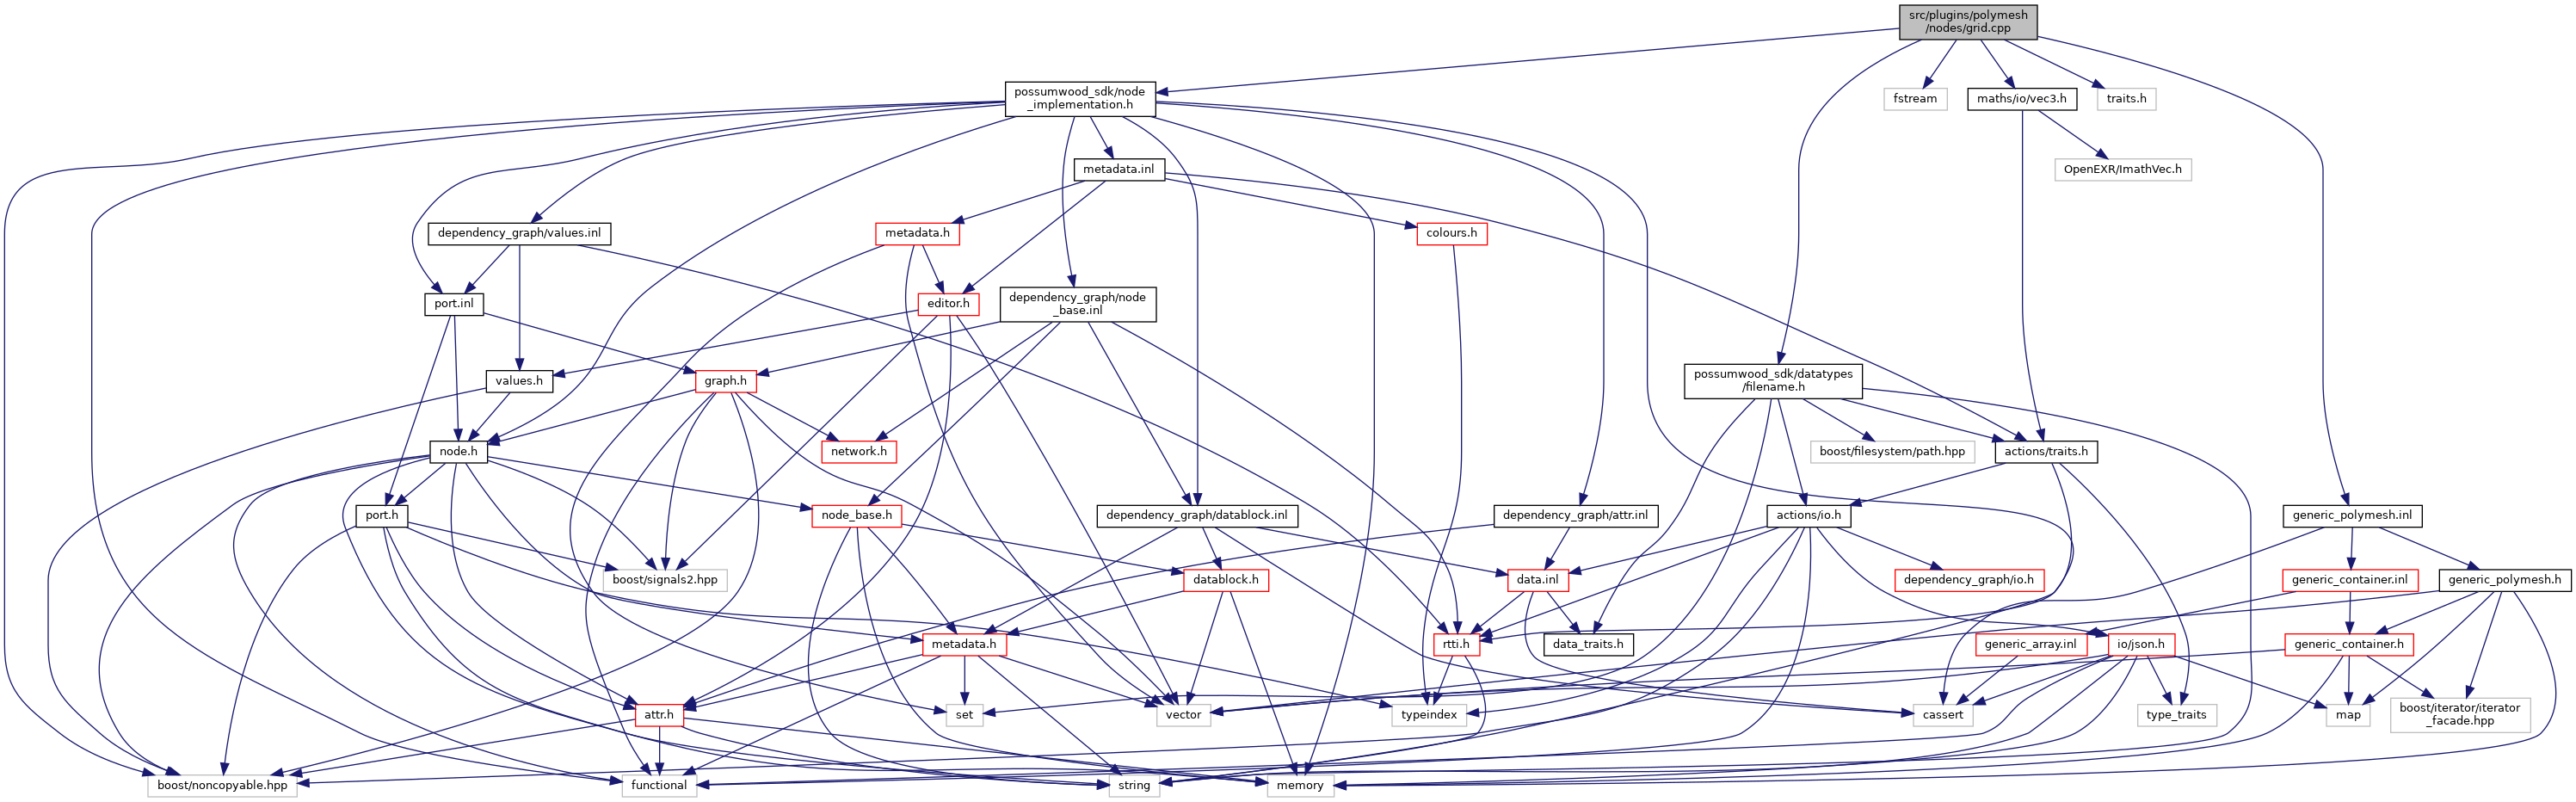 src/plugins/polymesh
/nodes/grid.cpp
possumwood_sdk/node
_implementation.h
fstream
maths/io/vec3.h
traits.h
metadata.inl
OpenEXR/ImathVec.h
dependency_graph/values.inl
metadata.h
colours.h
port.inl
editor.h
dependency_graph/node
_base.inl
values.h
graph.h
possumwood_sdk/datatypes
/filename.h
node.h
network.h
boost/filesystem/path.hpp
actions/traits.h
port.h
node_base.h
dependency_graph/datablock.inl
dependency_graph/attr.inl
actions/io.h
generic_polymesh.inl
boost/signals2.hpp
datablock.h
data.inl
dependency_graph/io.h
generic_container.inl
generic_polymesh.h
metadata.h
rtti.h
data_traits.h
generic_array.inl
io/json.h
generic_container.h
attr.h
set
vector
typeindex
cassert
type_traits
map
boost/iterator/iterator
_facade.hpp
boost/noncopyable.hpp
functional
string
memory